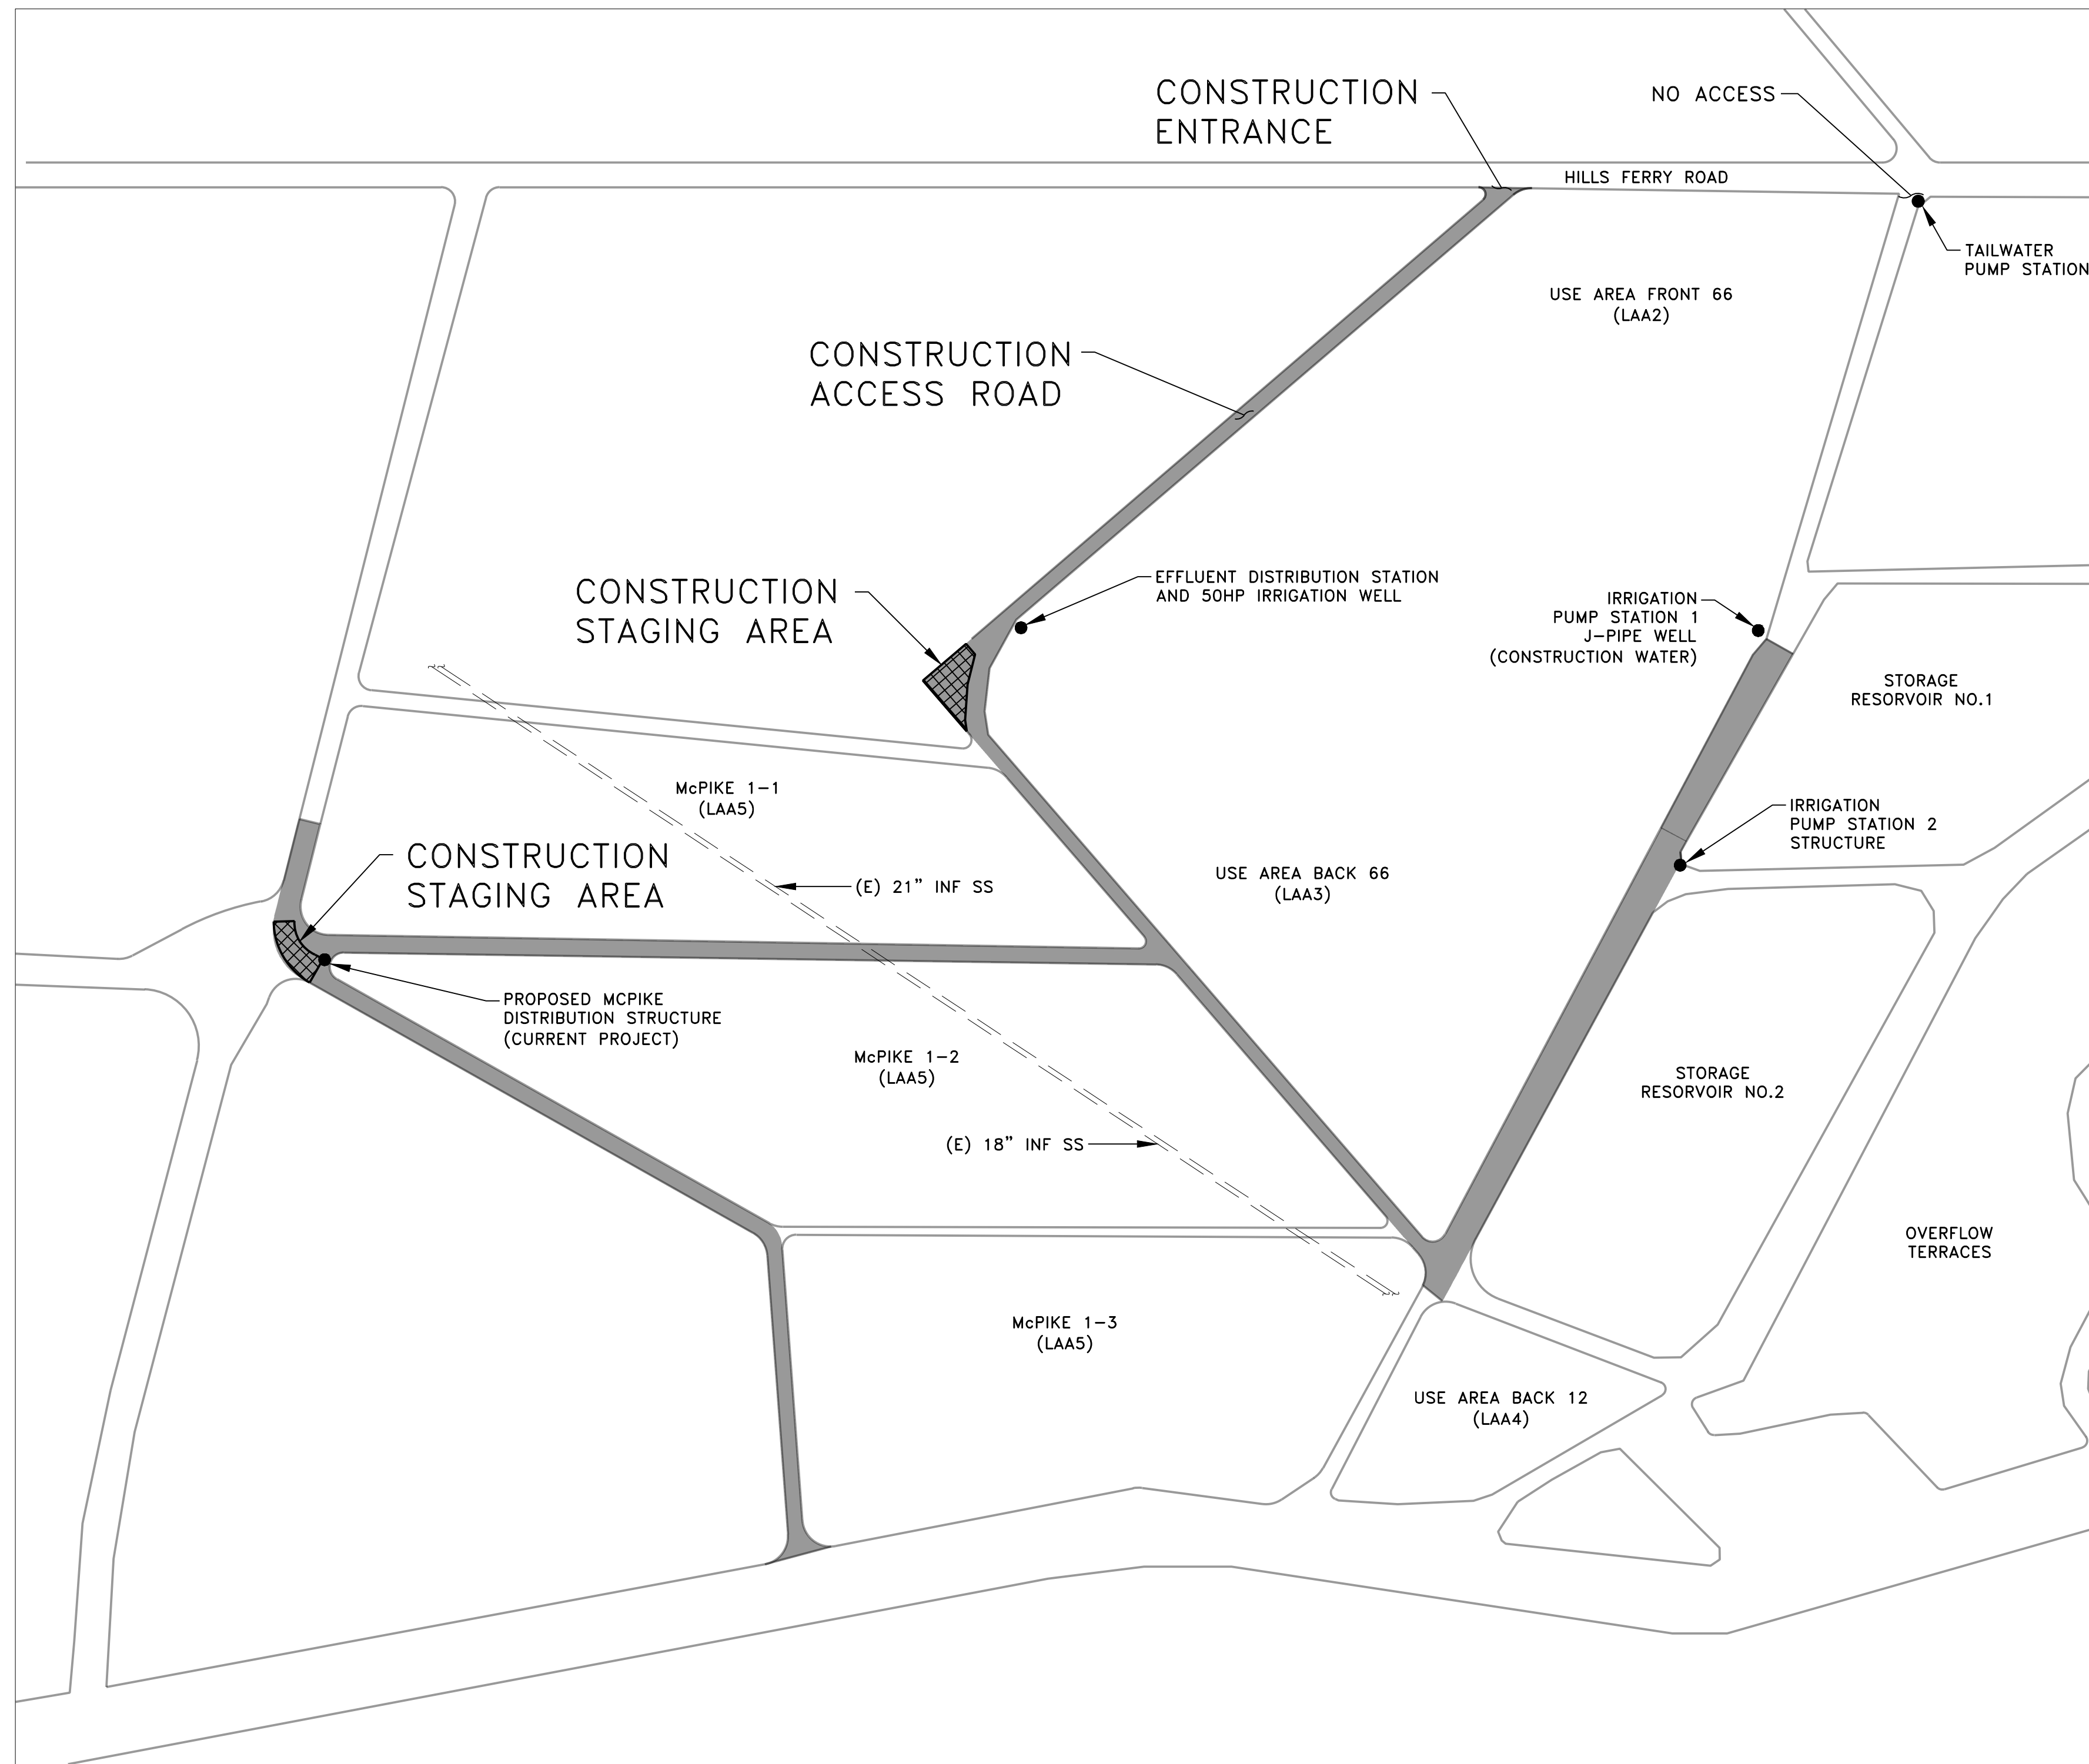 CONSTRUCTION
ENTRANCE
NO ACCESS
HILLS FERRY ROAD
TAILWATER
PUMP STATION
USE AREA FRONT 66
(LAA2)
CONSTRUCTION
ACCESS ROAD
EFFLUENT DISTRIBUTION STATION
AND 50HP IRRIGATION WELL
CONSTRUCTION
STAGING AREA
IRRIGATION
PUMP STATION 1
J-PIPE WELL
(CONSTRUCTION WATER)
STORAGE
RESORVOIR NO.1
McPIKE 1-1
(LAA5)
IRRIGATION
PUMP STATION 2
STRUCTURE
CONSTRUCTION
STAGING AREA
(E) 21" INF SS
USE AREA BACK 66
(LAA3)
PROPOSED MCPIKE
DISTRIBUTION STRUCTURE
(CURRENT PROJECT)
McPIKE 1-2
(LAA5)
STORAGE
RESORVOIR NO.2
(E) 18" INF SS
OVERFLOW
TERRACES
McPIKE 1-3
(LAA5)
USE AREA BACK 12
(LAA4)